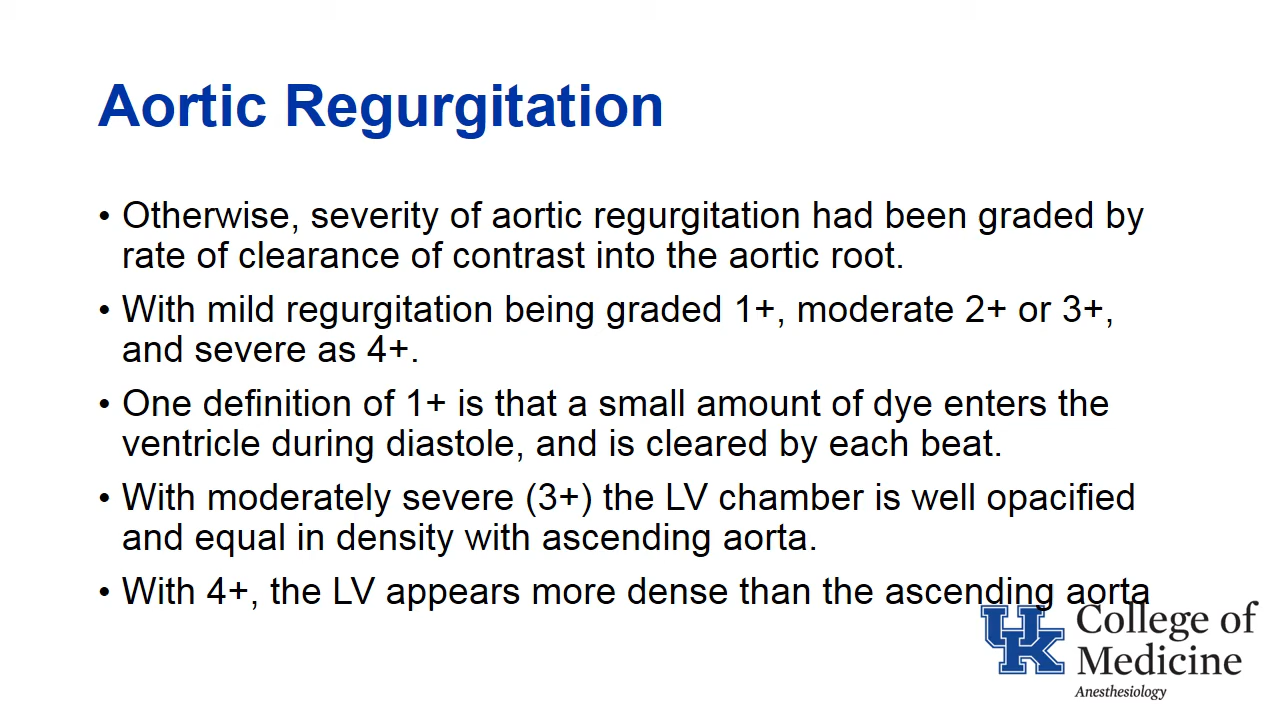 Aortic Regurgitation
• Otherwise, severity of aortic regurgitation had been graded by
rate of clearance of contrast into the aortic root.
• With mild regurgitation being graded 1+, moderate 2+ or 3+,
and severe as 4+.
• One definition of 1+ is that a small amount of dye enters the
ventricle during diastole, and is cleared by each beat.
• With moderately severe (3+) the LV chamber is well opacified
and equal in density with ascending aorta.
• With 4+, the LV appears more dense than the ascending aorta
UK
College of
Medicine
Anesthesiology